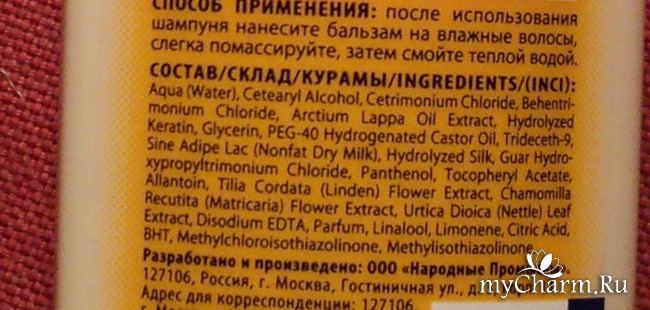 СПОСОБ ПРИМЕНЕНИЯ: после использования
шампуня нанесите бальзам на влажные волосы,
слегка помассируйте, затем смойте теплой водой.
СОСТАВ/СКЛАД/КУРАМЫ/INGREDIENTS/(INCI):
Aqua (Water), Cetearyl Alcohol, Cetrimonium Chloride, Behentri-
monium Chloride, Arctium Lappa Oil Extract, Hydrolyzed
Keratin, Glycerin, PEG-40 Hydrogenated Castor Oil, Trideceth-9,
Sine Adipe Lac (Nonfat Dry Milk), Hydrolyzed Silk, Guar Hydro-
xypropyltrimonium Chloride, Panthenol, Tocopheryl Acetate,
Allantoin, Tilia Cordata (Linden) Flower Extract, Chamomilla
Recutita (Matricaria) Flower Extract, Urtica Dioica (Nettle) Leaf
Extract, Disodium EDTA, Parfum, Linalool, Limonene, Citric Acid,
BHT, Methylchloroisothiazolinone, Methylisothiazolinone
Разработано и произведено: ООО «Народные
127106, Россия, г. Москва, Гостиничная ул.,
Адрес для корреспонденции: 127106,
myCharm.Ru